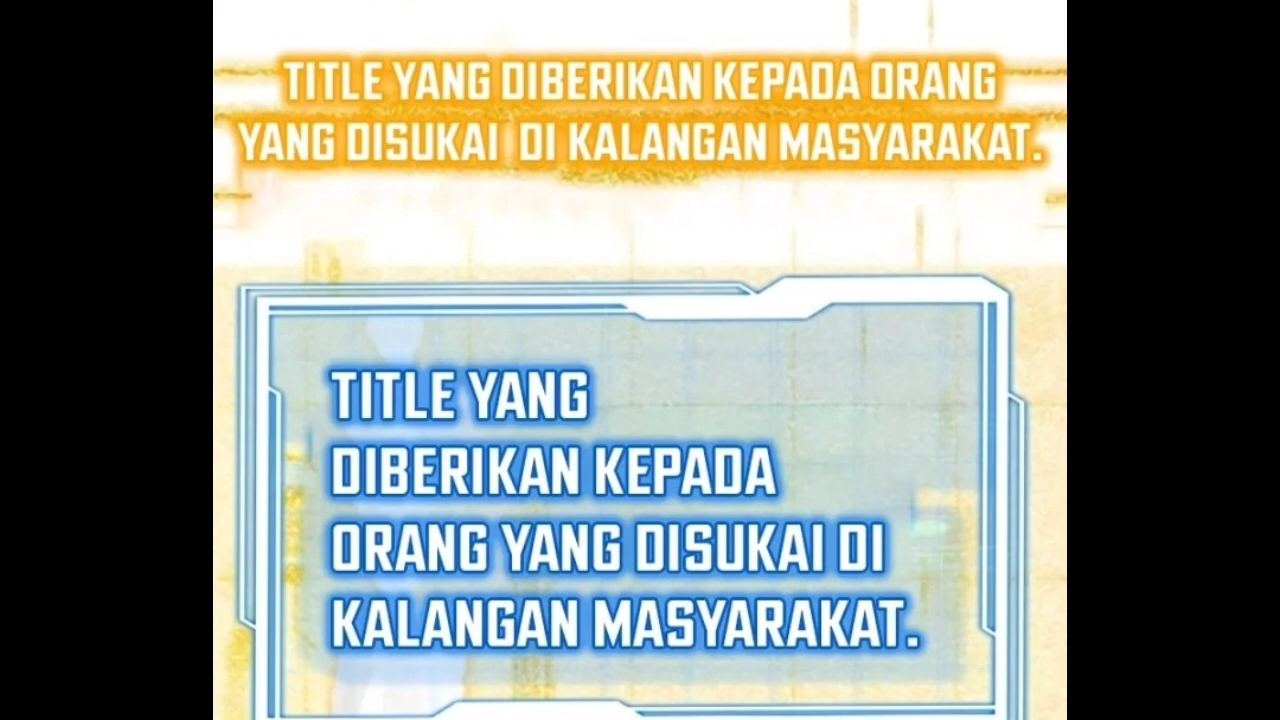 TITLE YANG DIBERIKAN KEPADA ORANG
YANG DISUKAI DI KALANGAN MASYARAKAT.
TITLE YANG
DIBERIKAN KEPADA
ORANG YANG DISUKAI DI
KALANGAN MASYARAKAT.